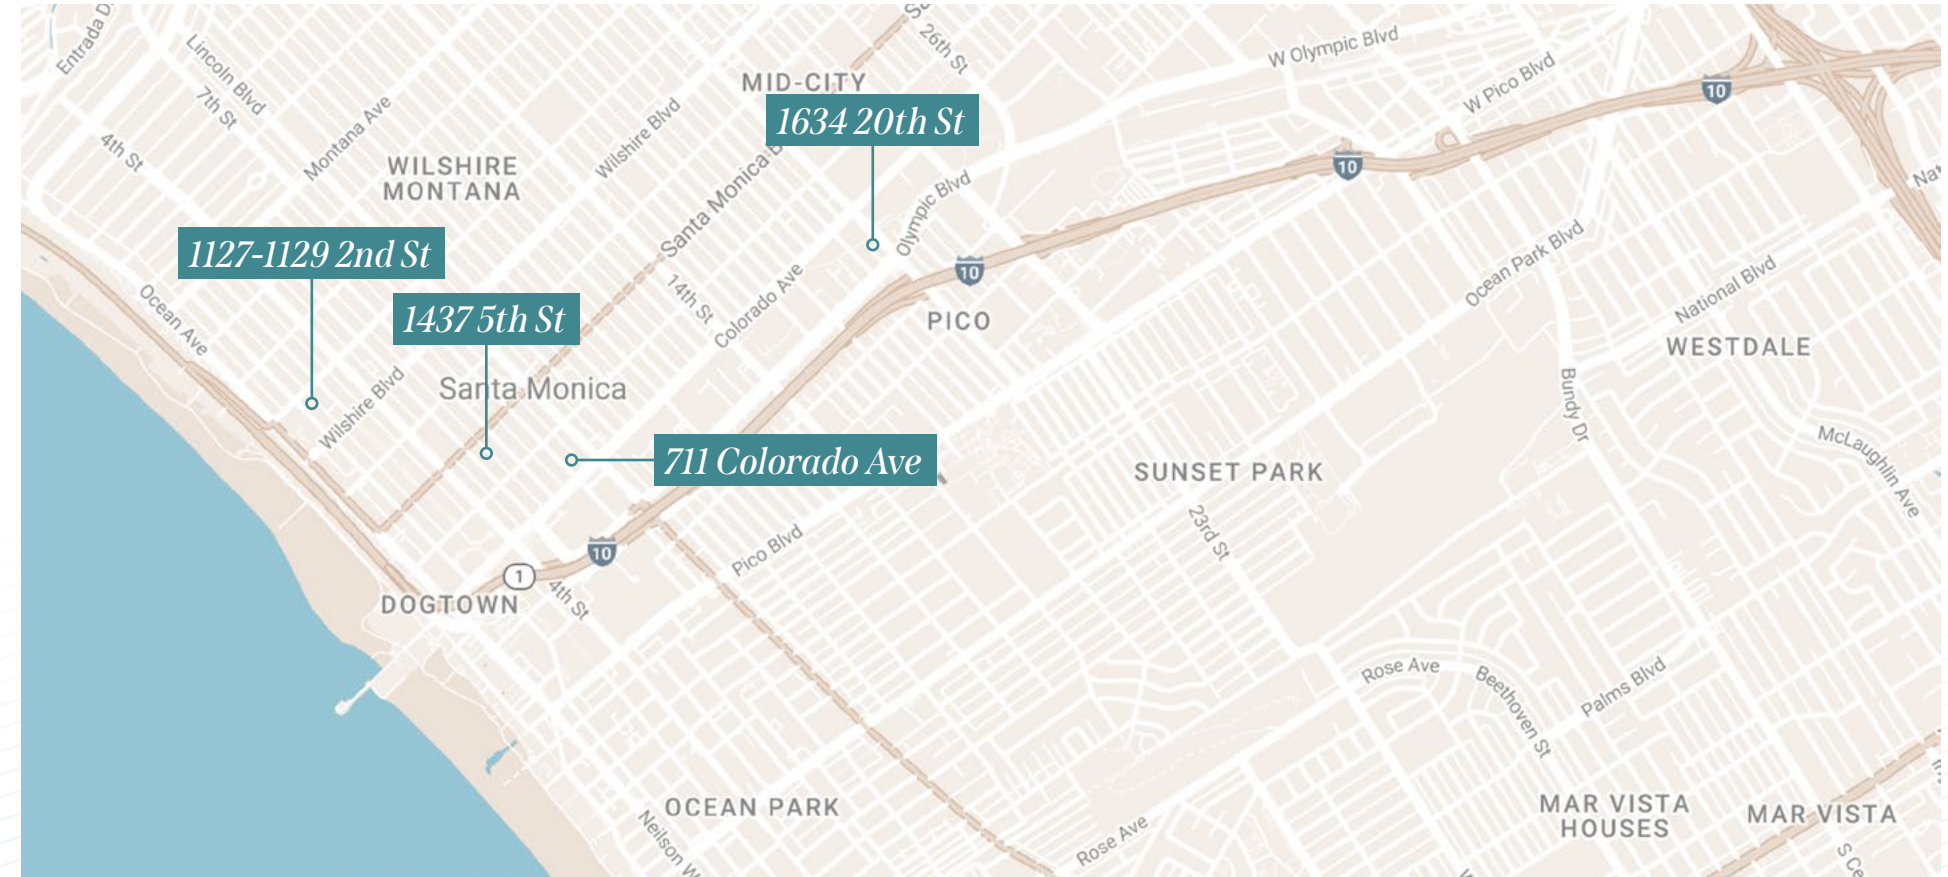 Entrada D
Lincoln Blvd
7th St
4th St
Montana Ave
WILSHIRE
MONTANA
Wilshire Blvd
MID-CITY
26th St
1634 20th St
Santa Monica B
Olympic Blvd
W Olympic Blvd
W Pico Blvd
10
10
10
1127-1129 2nd St
Ocean Ave
1437 5th St
14th St
Colorado Ave
PICO
Ocean Park Blvd
National Blvd
WESTDALE
Wilshire Blvd
Santa Monica
711 Colorado Ave
Bundy Dr
McLaughlin Ave
SUNSET PARK
23rd St
Pico Blvd
10
1
4th St
DOGTOWN
Rose Ave
Beethoven St
Palms Blvd
OCEAN PARK
Neilson W
Rose Ave
MAR VISTA
HOUSES
MAR VISTA
S Ce